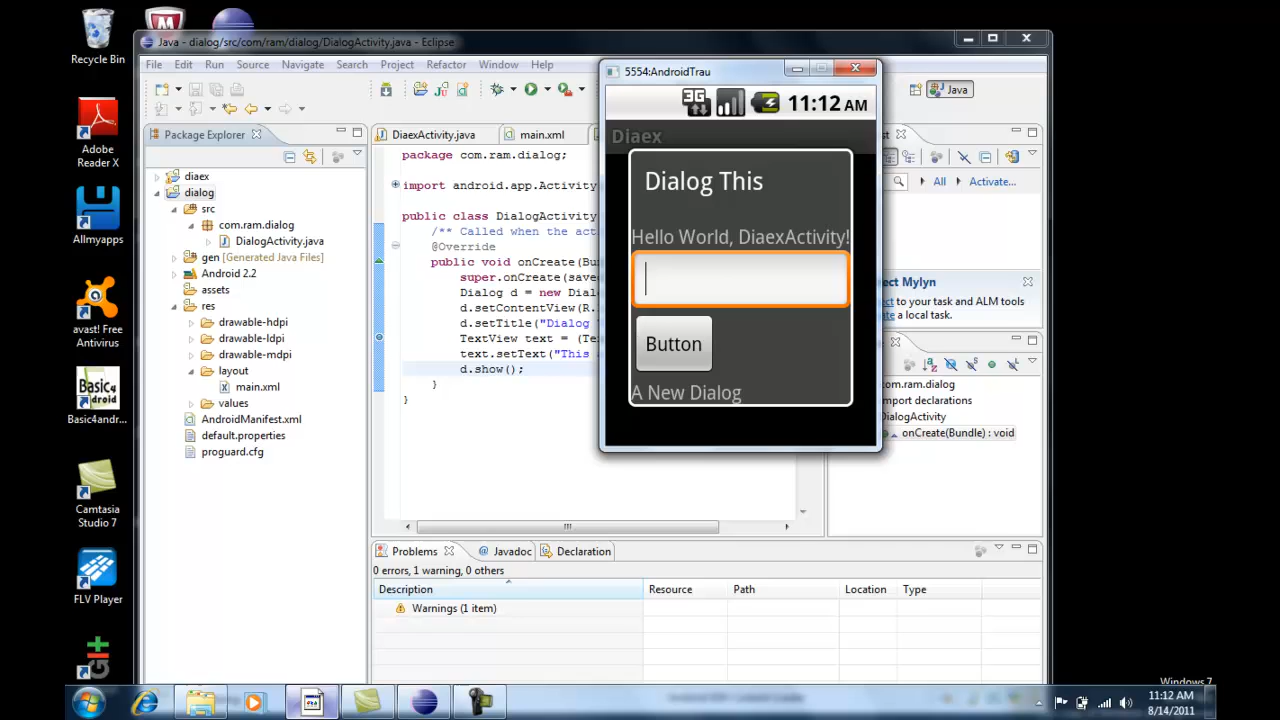 Recycle Bin
Adobe
Reader X
Allmyapps
avast! Free
Antivirus
Basic4android
Basic4andr...
Camtasia
Studio 7
FLV Player
Java - dialog/src/com/ram/dialog/DialogActivity.java - Eclipse
File Edit Run Source Navigate Search Project Refactor Window Help
Java
Package Explorer
diaex
dialog
src
com.ram.dialog
DialogActivity.java
gen [Generated Java Files]
Android 2.2
assets
res
drawable-hdpi
drawable-ldpi
drawable-mdpi
layout
main.xml
values
AndroidManifest.xml
default.properties
proguard.cfg
DiaexActivity.java main.xml
package com.ram.dialog;
import android.app.Activity
public class DialogActivity
/** Called when the act
@Override
public void onCreate(Bu
super.onCreate(save
Dialog d = new Dial
d.setContentView(R.
d.setTitle("Dialog
TextView text = (Te
text.setText("This
d.show();
}
}
5554:AndroidTrau
3G 11:12 AM
Diaex
Dialog This
Hello World, DiaexActivity!
Button
A New Dialog
st
All Activate...
ct Mylyn
ct to your task and ALM tools
ate a local task.
com.ram.dialog
mport declarations
DialogActivity
onCreate(Bundle) : void
Problems @ Javadoc Declaration
0 errors, 1 warning, 0 others
Description Resource Path Location Type
Warnings (1 item)
Windows 7
11:12 AM
8/14/2011